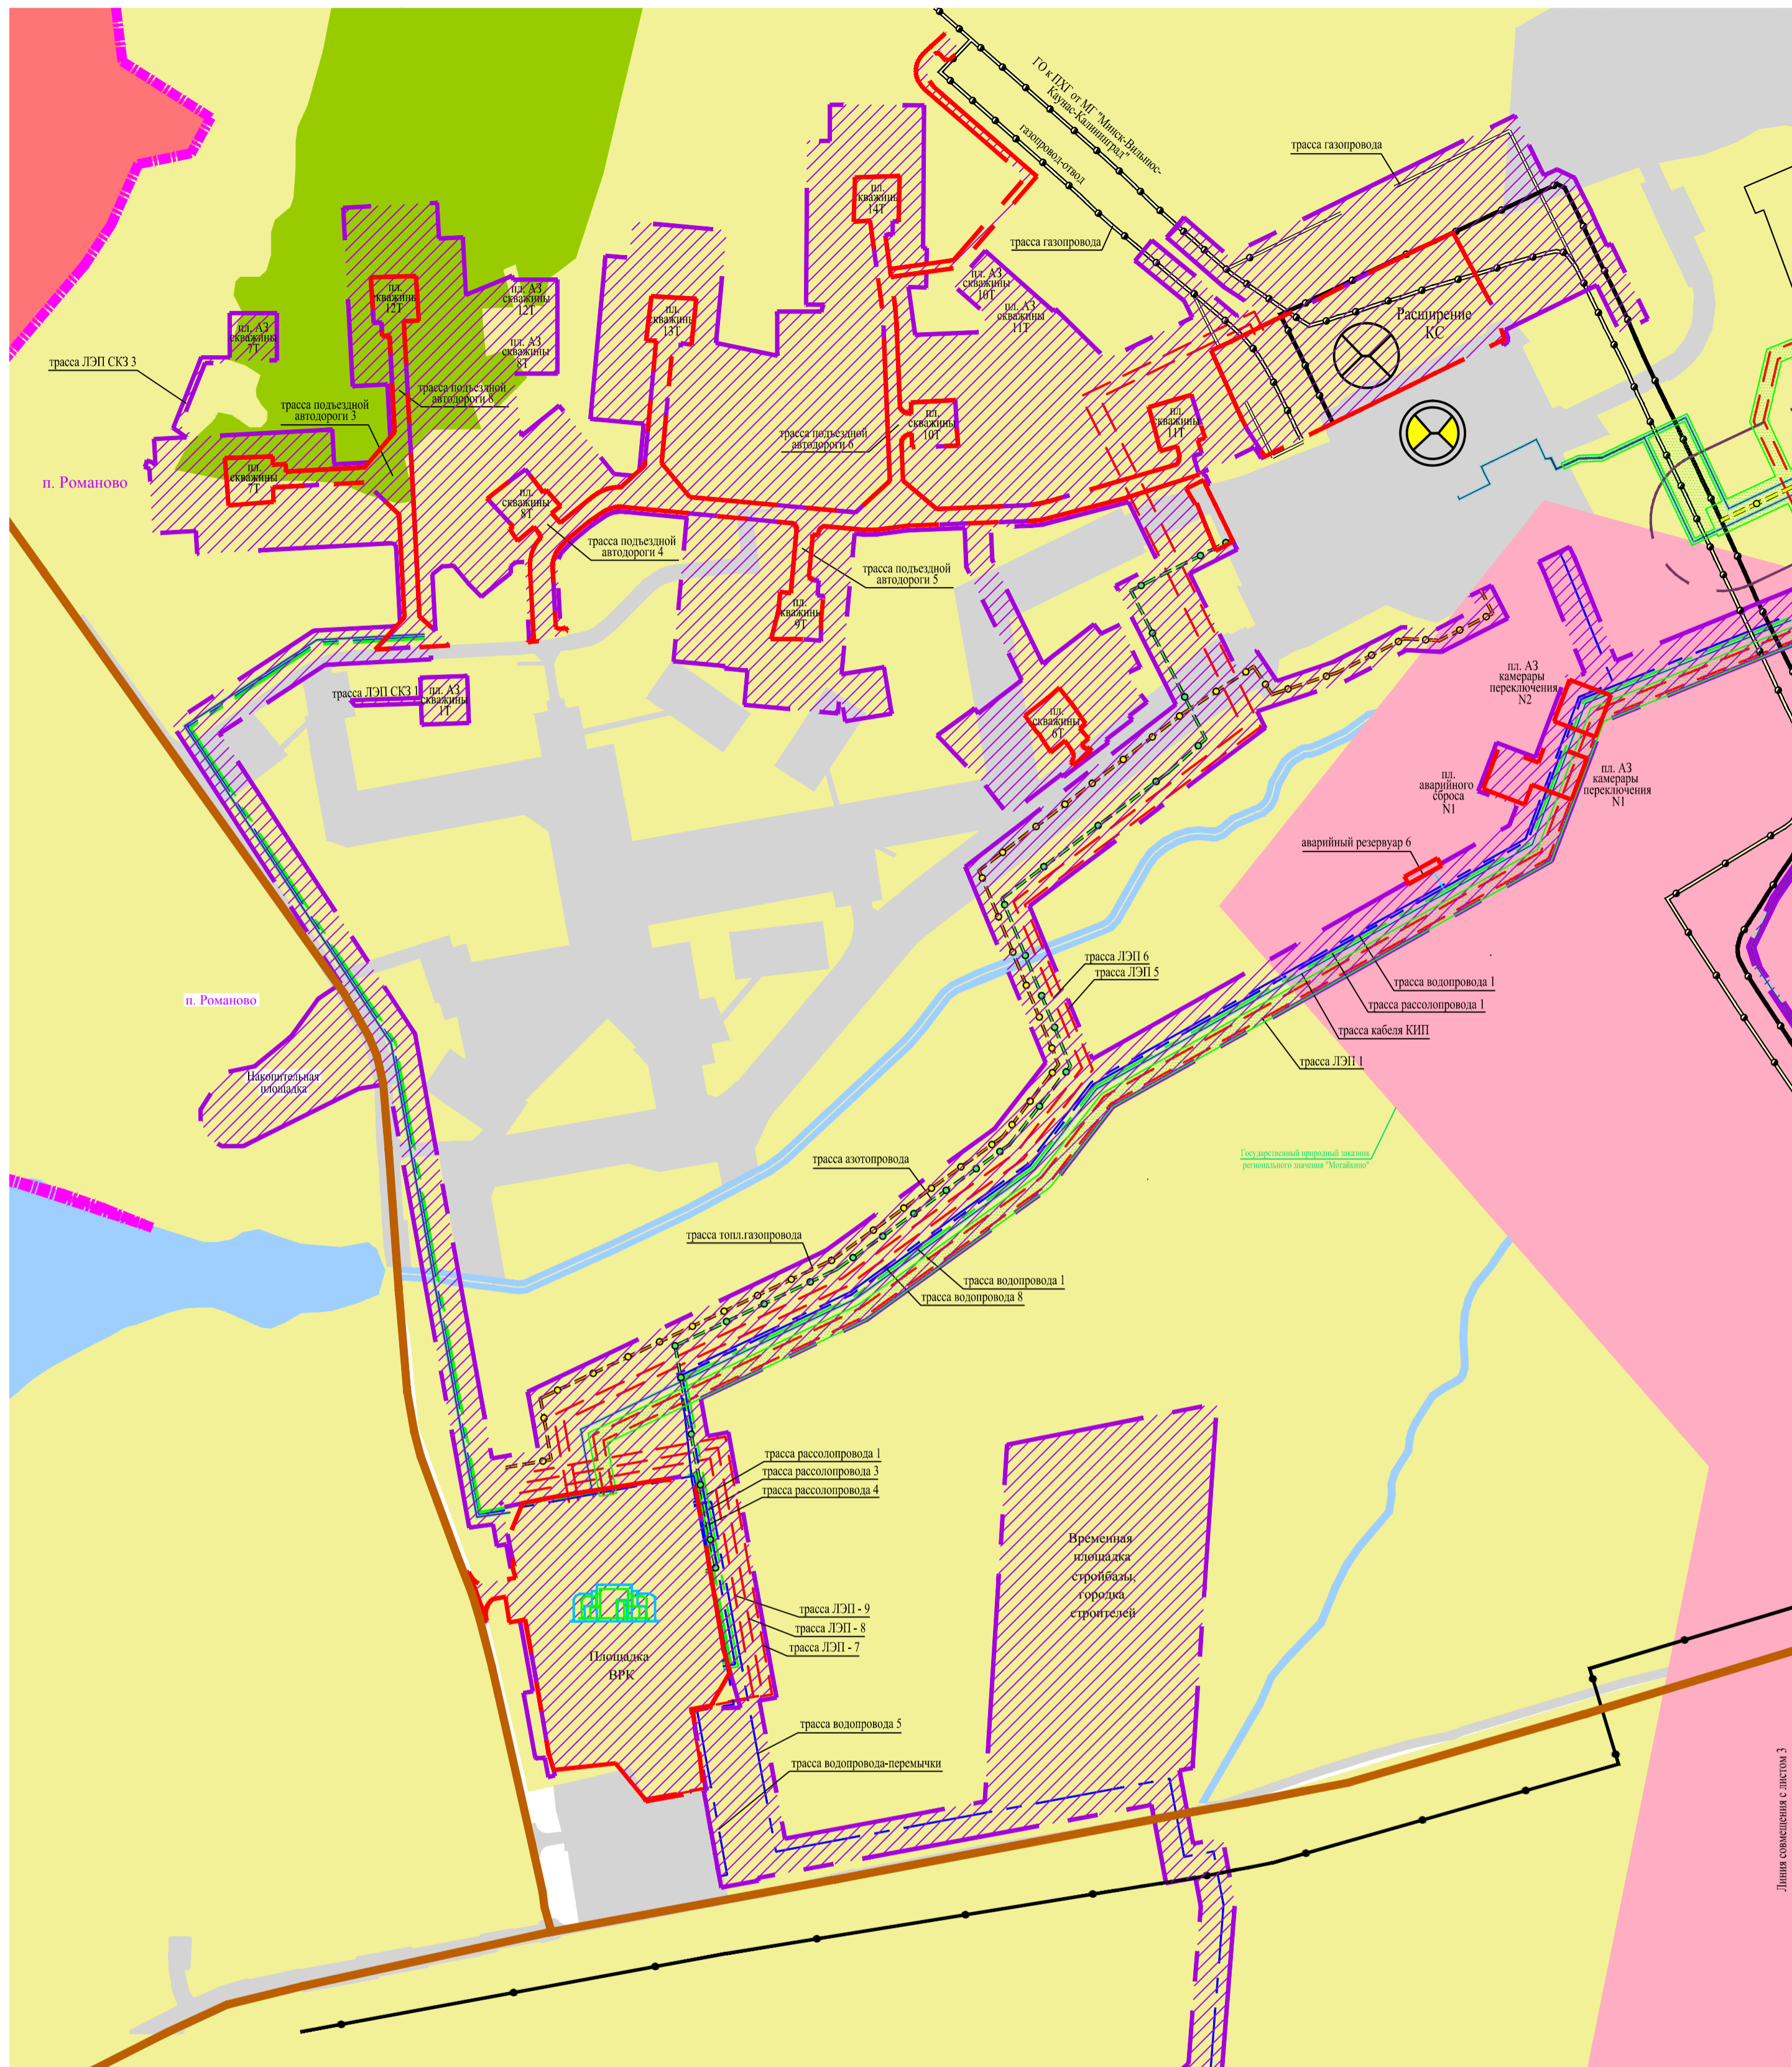 ГО к ПХГ от МГ "Минск-Вильнюс-
Каунас-Калининград"
газопровод-отвод
трасса газопровода
трасса газопровода
Расширение
КС
пл.
скважины
14Т
пл. АЗ
скважины
10Т
пл. АЗ
скважины
11Т
пл.
скважины
12Т
пл. АЗ
скважины
12Т
пл. АЗ
скважины
8Т
пл.
скважины
13Т
пл. АЗ
скважины
7Т
трасса ЛЭП СКЗ 3
трасса подъездной
автодороги 3
трасса подъездной
автодороги 8
трасса подъездной
автодороги 6
пл.
скважины
10Т
пл.
скважины
11Т
п. Романово
пл.
скважины
7Т
пл.
скважины
8Т
трасса подъездной
автодороги 4
трасса подъездной
автодороги 5
пл.
скважины
9Т
трасса ЛЭП СКЗ 1
пл. АЗ
скважины
1Т
пл.
скважины
6Т
пл. АЗ
камерары
переключения
N2
пл.
аварийного
сброса
N1
пл. АЗ
камерары
переключения
N1
аварийный резервуар 6
трасса ЛЭП 6
трасса ЛЭП 5
трасса водопровода 1
трасса рассолопровода 1
трасса кабеля КИП
трасса ЛЭП 1
п. Романово
Накопительная
площадка
Государственный природный заказник
регионального значения "Могайкино"
трасса азотопровода
трасса топл.газопровода
трасса водопровода 1
трасса водопровода 8
трасса рассолопровода 1
трасса рассолопровода 3
трасса рассолопровода 4
Временная
площадка
стройбазы,
городка
строителей
трасса ЛЭП - 9
трасса ЛЭП - 8
трасса ЛЭП - 7
Площадка
ВРК
трасса водопровода 5
трасса водопровода-перемычки
Линия совмещения с листом 3